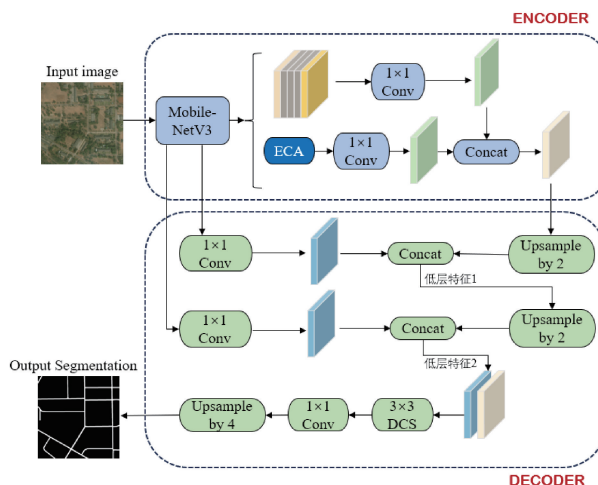 ENCODER
Input image
1×1
Conv
Mobile-
NetV3
ECA
1×1
Conv
Concat
1×1
Conv
Concat
Upsample
by 2
低层特征1
1×1
Conv
Concat
Upsample
by 2
低层特征2
Output Segmentation
Upsample
by 4
1×1
Conv
3×3
DCS
DECODER